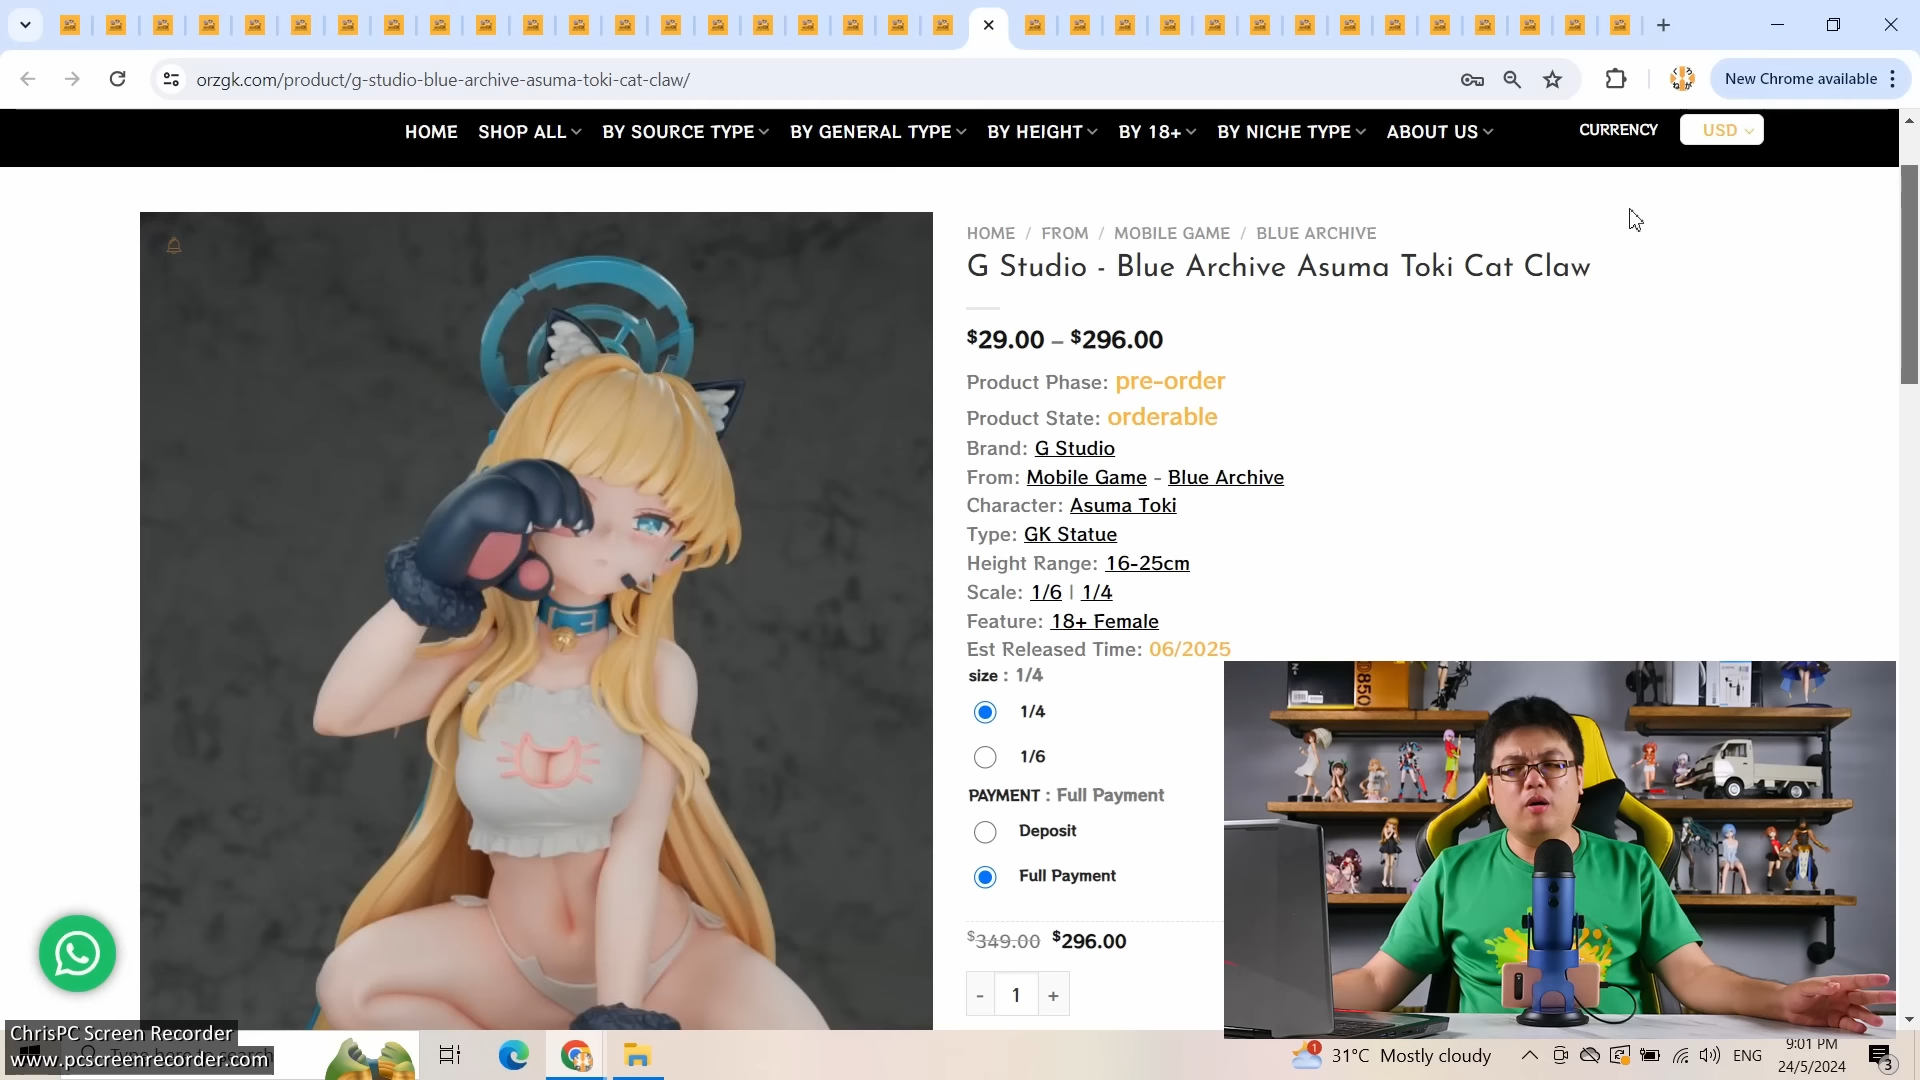 orzgk.com/product/g-studio-blue-archive-asuma-toki-cat-claw/
New Chrome available
HOME
SHOP ALL
BY SOURCE TYPE
BY GENERAL TYPE
BY HEIGHT
BY 18+
BY NICHE TYPE
ABOUT US
CURRENCY
USD
HOME / FROM / MOBILE GAME / BLUE ARCHIVE
G Studio - Blue Archive Asuma Toki Cat Claw
$29.00 – $296.00
Product Phase: pre-order
Product State: orderable
Brand: G Studio
From: Mobile Game - Blue Archive
Character: Asuma Toki
Type: GK Statue
Height Range: 16-25cm
Scale: 1/6 | 1/4
Feature: 18+ Female
Est Released Time: 06/2025
size : 1/4
1/4
1/6
PAYMENT : Full Payment
Deposit
Full Payment
$349.00 $296.00
- 1 +
D850
ChrisPC Screen Recorder
www.pcscreenrecorder.com
1
31°C Mostly cloudy
ENG
9:01 PM
24/5/2024
3